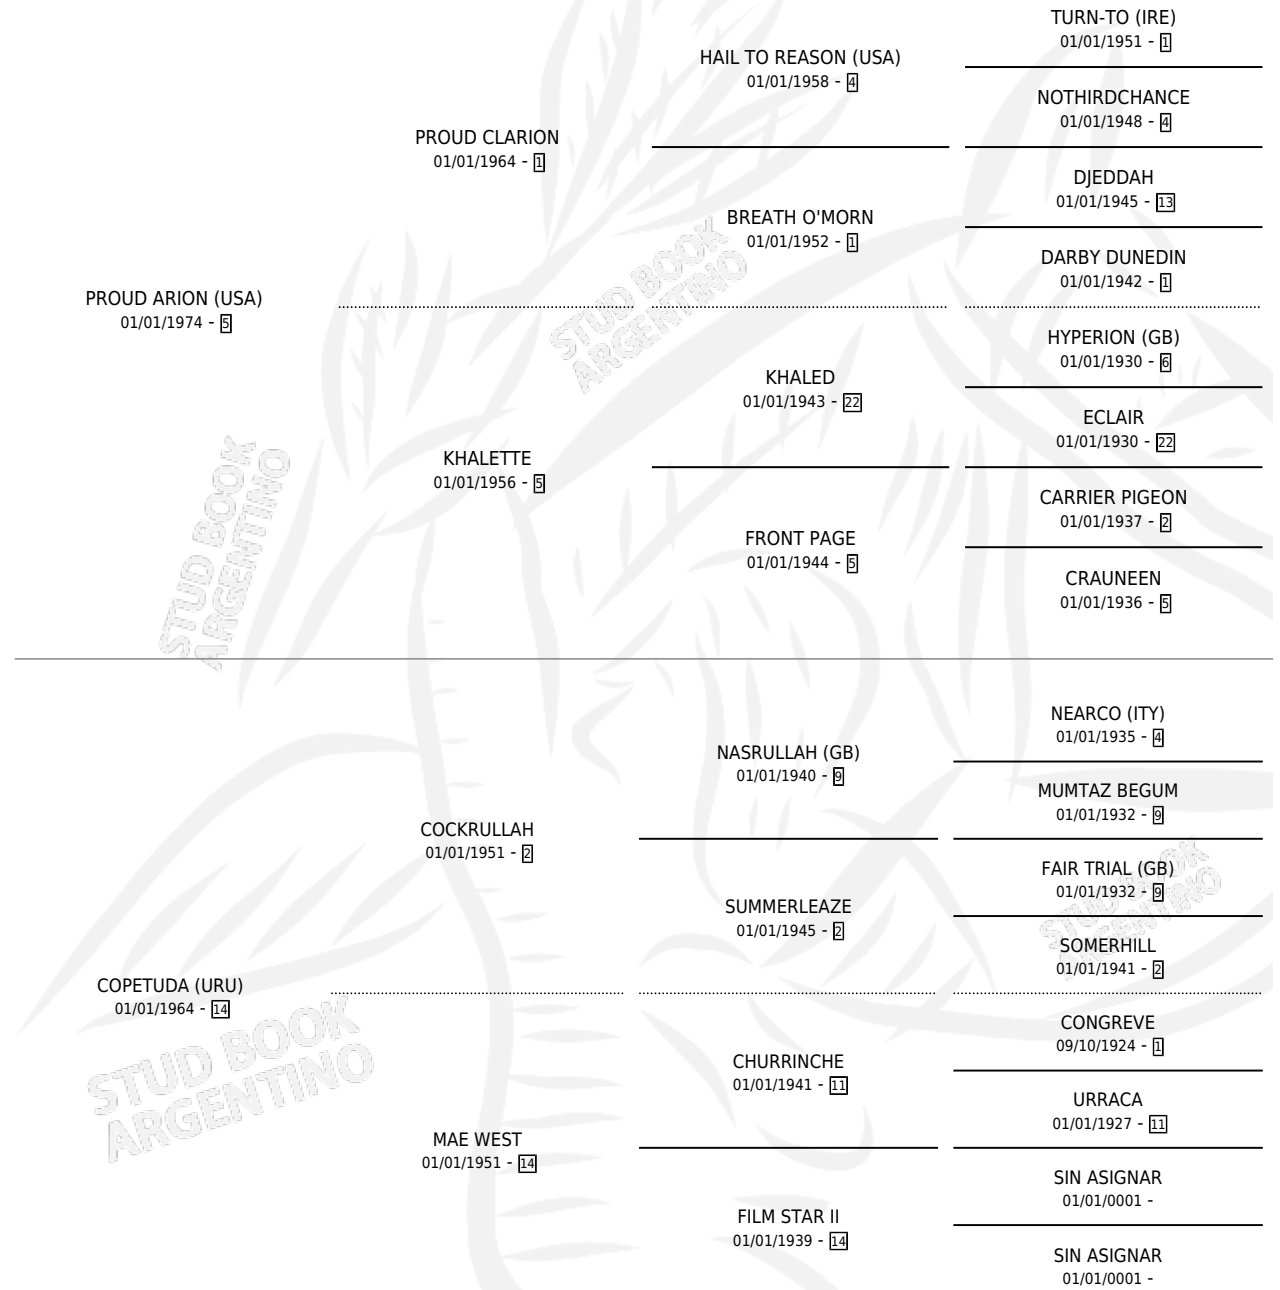 TURN-TO (IRE)
01/01/1951 - 1
HAIL TO REASON (USA)
01/01/1958 - 4
NOTHIRDCHANCE
01/01/1948 - 4
PROUD CLARION
01/01/1964 - 1
DJEDDAH
01/01/1945 - 13
BREATH O'MORN
01/01/1952 - 1
DARBY DUNEDIN
01/01/1942 - 1
PROUD ARION (USA)
01/01/1974 - 5
HYPERION (GB)
01/01/1930 - 6
KHALED
01/01/1943 - 22
ECLAIR
01/01/1930 - 22
KHALETTE
01/01/1956 - 5
CARRIER PIGEON
01/01/1937 - 2
FRONT PAGE
01/01/1944 - 5
CRAUNEEN
01/01/1936 - 5
NEARCO (ITY)
01/01/1935 - 4
NASRULLAH (GB)
01/01/1940 - 9
MUMTAZ BEGUM
01/01/1932 - 9
COCKRULLAH
01/01/1951 - 2
FAIR TRIAL (GB)
01/01/1932 - 9
SUMMERLEAZE
01/01/1945 - 2
SOMERHILL
01/01/1941 - 2
COPETUDA (URU)
01/01/1964 - 14
CONGREVE
09/10/1924 - 1
CHURRINCHE
01/01/1941 - 11
URRACA
01/01/1927 - 11
MAE WEST
01/01/1951 - 14
SIN ASIGNAR
01/01/0001 -
FILM STAR II
01/01/1939 - 14
SIN ASIGNAR
01/01/0001 -
STUD BOOK
ARGENTINO
STUD BOOK
ARGENTINO
STUD BOOK
ARGENTINO
STUD BOOK
ARGENTINO